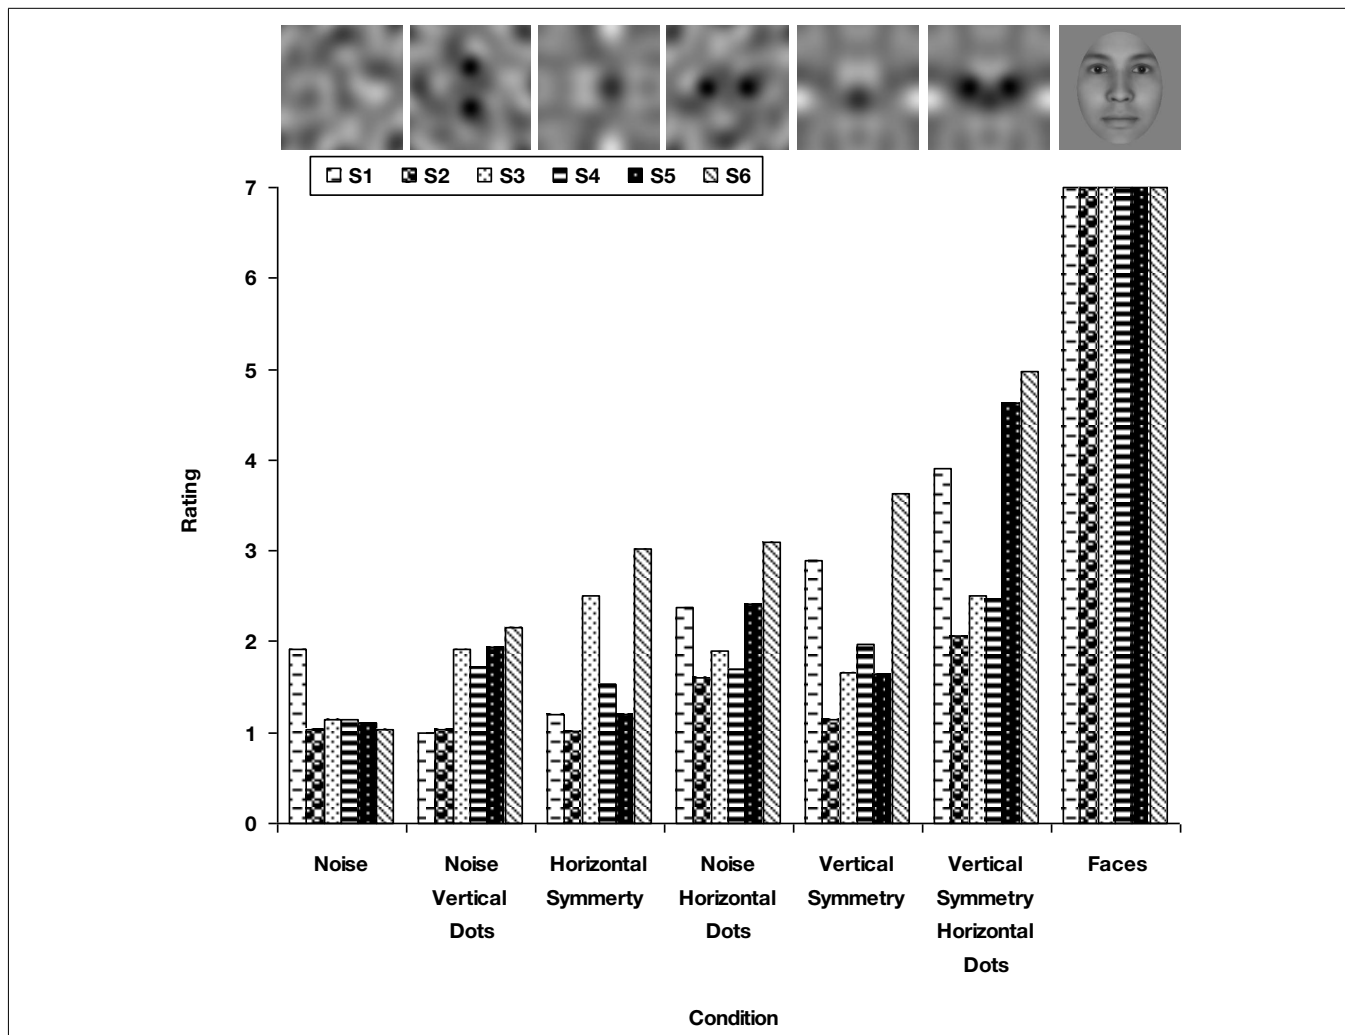 S1 S2 S3 S4 S5 S6
7
6
5
4
3
2
1
0
Rating
Noise
Noise
Vertical
Dots
Horizontal
Symmerty
Noise
Horizontal
Dots
Vertical
Symmetry
Vertical
Symmetry
Horizontal
Dots
Faces
Condition